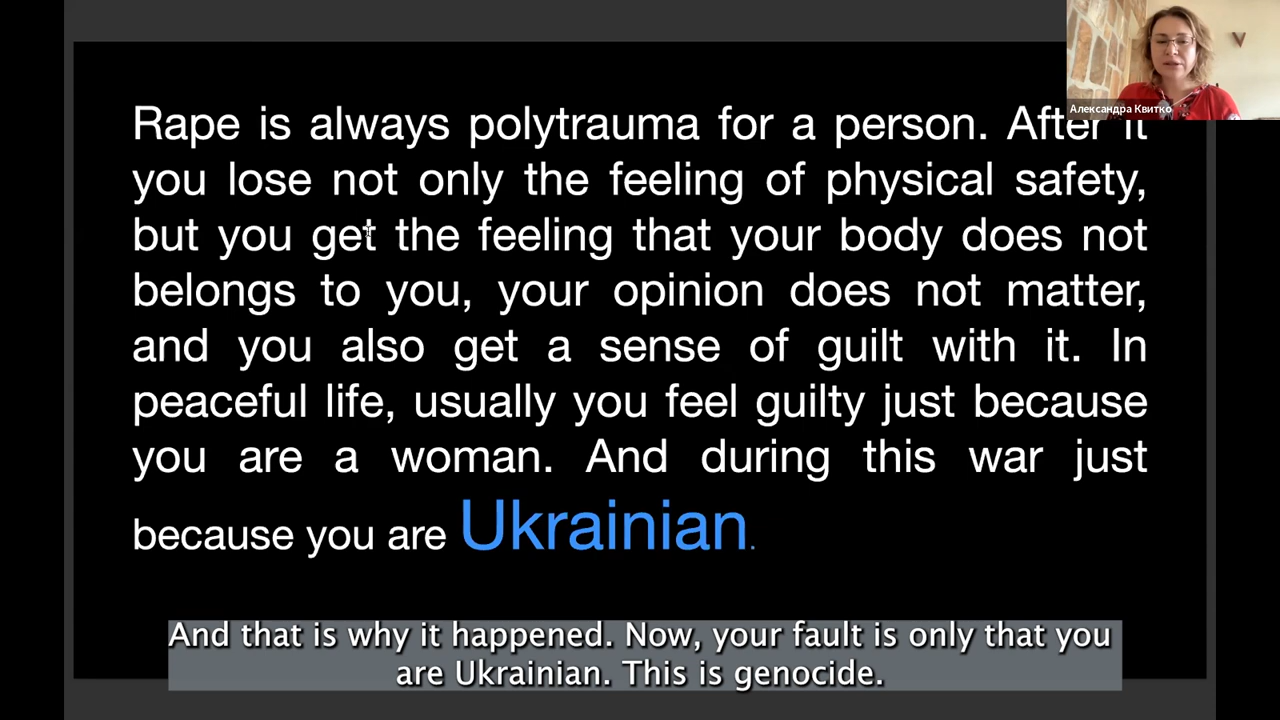 Александра Квитко
Rape is always polytrauma for a person. After it
you lose not only the feeling of physical safety,
but you get the feeling that your body does not
belongs to you, your opinion does not matter,
and you also get a sense of guilt with it. In
peaceful life, usually you feel guilty just because
you are a woman. And during this war just
because you are Ukrainian.
And that is why it happened. Now, your fault is only that you
are Ukrainian. This is genocide.